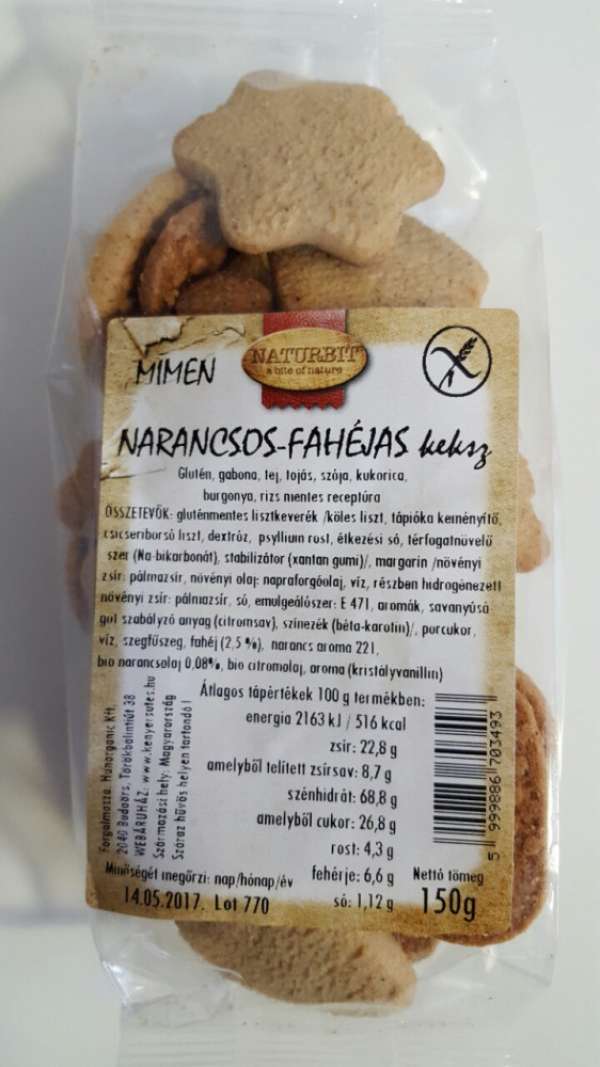 MIMEN
NATURBIT
a bite of nature
NARANCSOS-FAHÉJAS keksz
Glutén, gabona, tej, tojás, szója, kukorica,
burgonya, rizs mentes receptúra
ÖSSZETEVŐK: gluténmentes lisztkeverék /köles liszt, tápióka keményítő,
csicseriborsó liszt, dextróz, psyllium rost, étkezési só, térfogatnövelő
szer (Na-bikarbonát), stabilizátor (xantan gumi)/, margarin /növényi
zsír: pálmazsír, növényi olaj: napraforgóolaj, víz, részben hidrogénezett
növényi zsír: pálmazsír, só, emulgeálószer: E 471, aromák, savanyúsá
got szabályzó anyag (citromsav), színezék (béta-karotin)/, porcukor,
víz, szegfűszeg, fahéj (2,5 %), narancs aroma 221,
bio narancsolaj 0,08%, bio citromolaj, aroma (kristályvanillin)
Átlagos tápértékek 100 g termékben:
energia 2163 kJ / 516 kcal
zsír: 22,8 g
amelyből telített zsírsav: 8,7 g
szénhidrát: 68,8 g
amelyből cukor: 26,8 g
rost: 4,3 g
fehérje: 6,6 g
só: 1,12 g
Forgalmazza: Hunorganic Kft.
2040 Budaörs, Törökbálinti út 38
WEBÁRUHÁZ: www.kenyersutes.hu
Származási hely: Magyarország
Száraz hűvös helyen tartandó!
Minőségét megőrzi: nap/hónap/év
14.05.2017. Lot 770
Nettó tömeg
150g
5 999886 703493